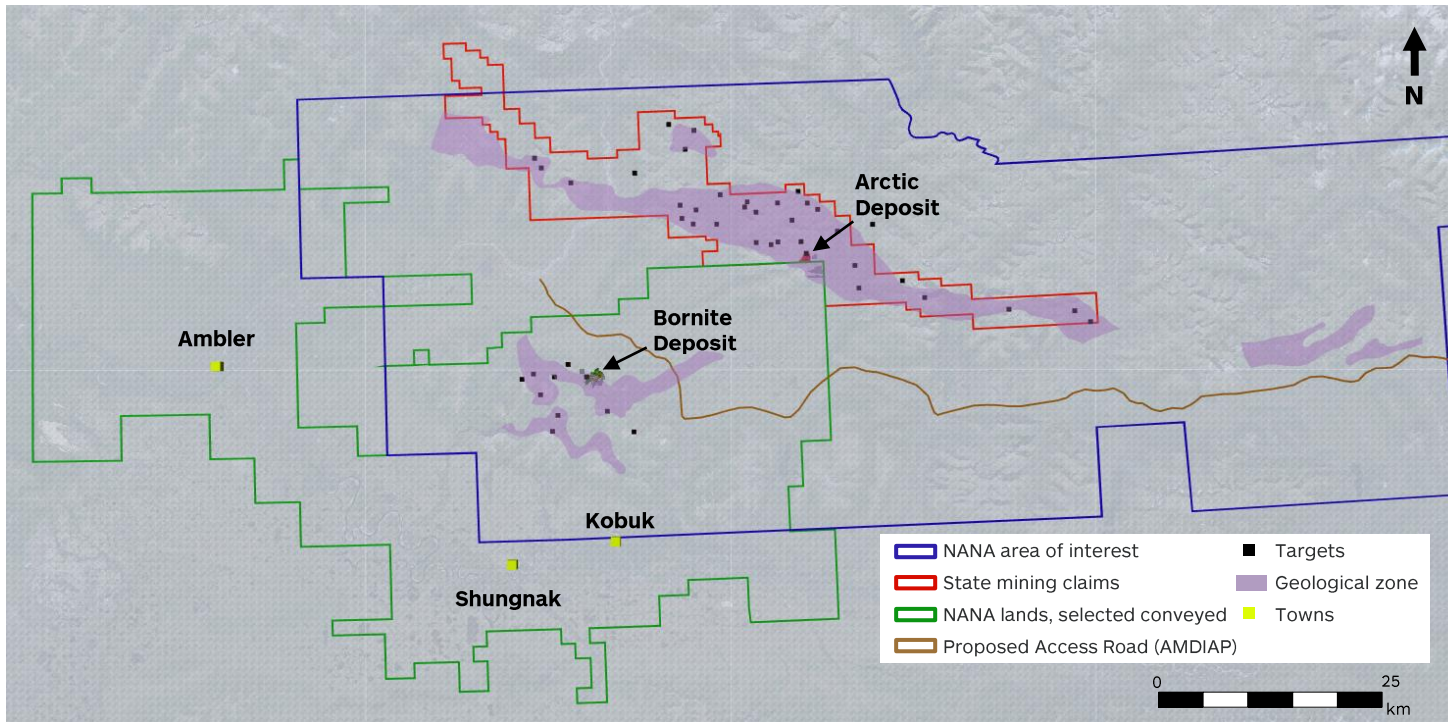 N
Arctic
Deposit
Bornite
Deposit
Ambler
Kobuk
Shungnak
NANA area of interest
Targets
State mining claims
Geological zone
NANA lands, selected conveyed
Towns
Proposed Access Road (AMDIAP)
0
25
km